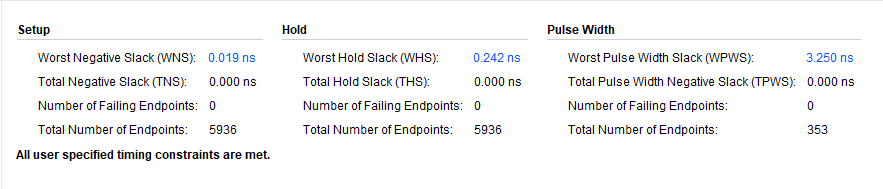 Setup Hold Pulse Width
Worst Negative Slack (WNS): 0.019 ns Worst Hold Slack (WHS): 0.242 ns Worst Pulse Width Slack (WPWS): 3.250 ns
Total Negative Slack (TNS): 0.000 ns Total Hold Slack (THS): 0.000 ns Total Pulse Width Negative Slack (TPWS): 0.000 ns
Number of Failing Endpoints: 0 Number of Failing Endpoints: 0 Number of Failing Endpoints: 0
Total Number of Endpoints: 5936 Total Number of Endpoints: 5936 Total Number of Endpoints: 353
All user specified timing constraints are met.